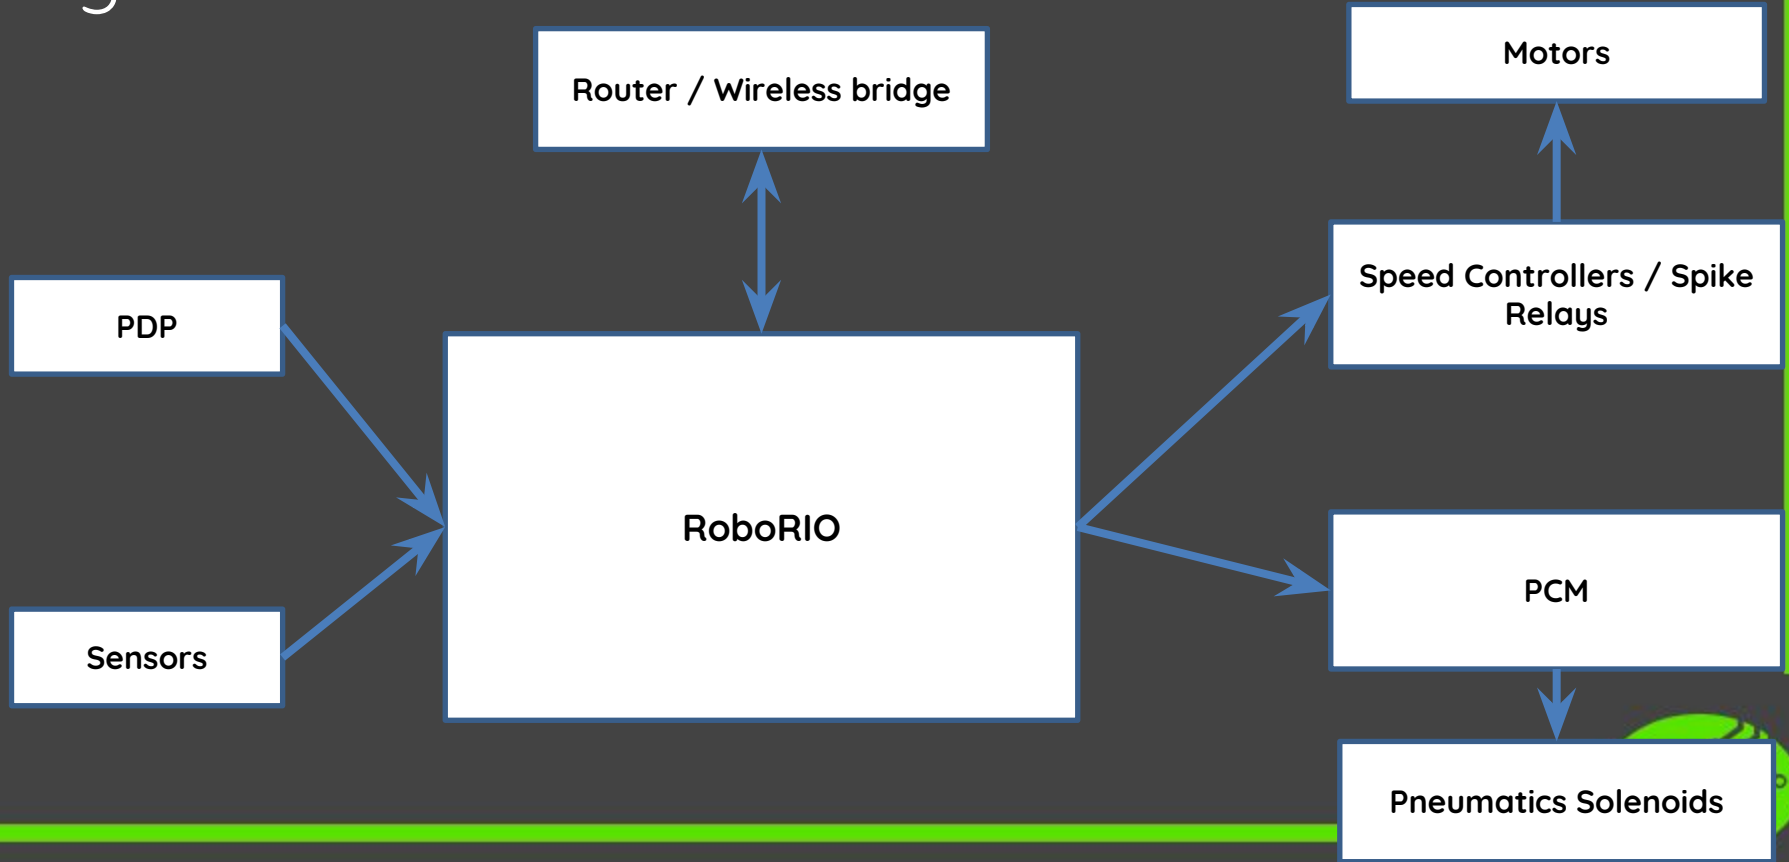 Router / Wireless bridge
Motors
Speed Controllers / Spike
Relays
PDP
RoboRIO
PCM
Sensors
Pneumatics Solenoids